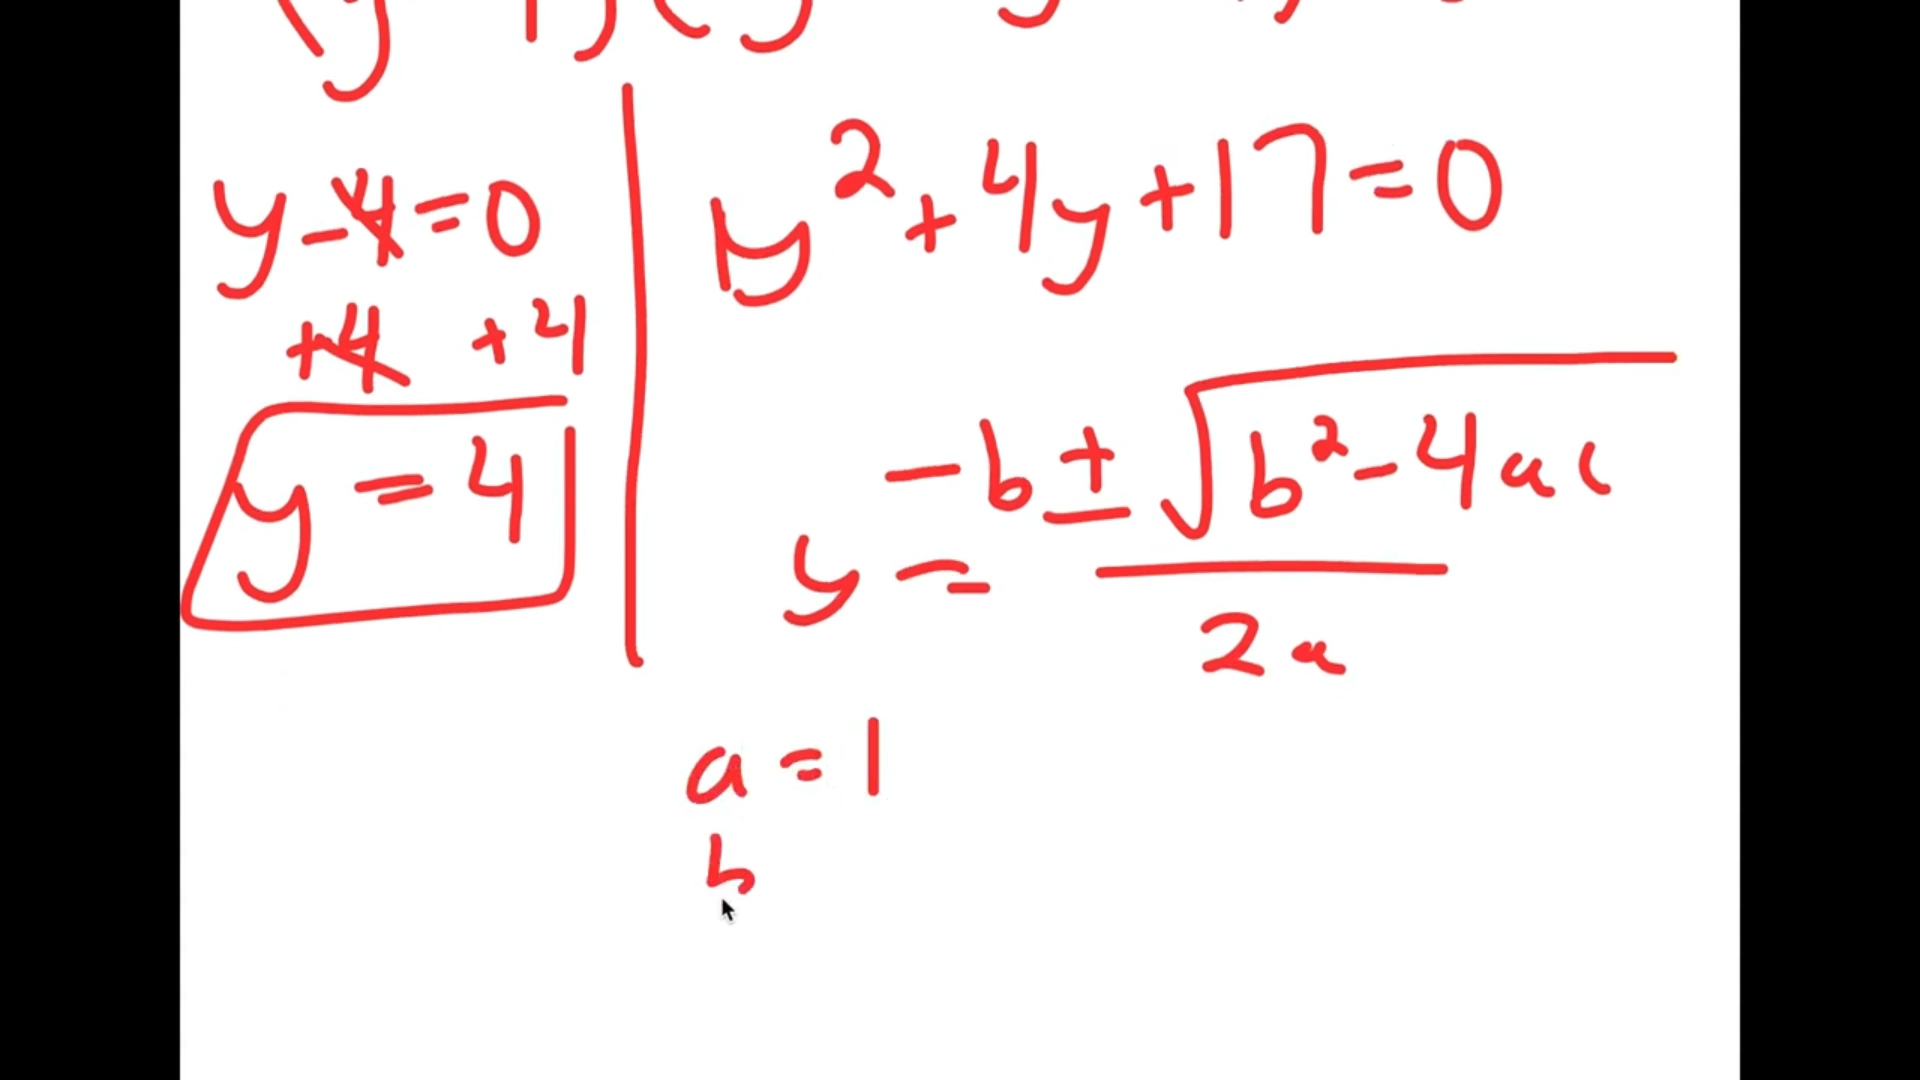 y-4=0
+4 +4
y=4
y²+4y+17=0
y = (-b ± √(b²-4ac)) / 2a
a = 1
b